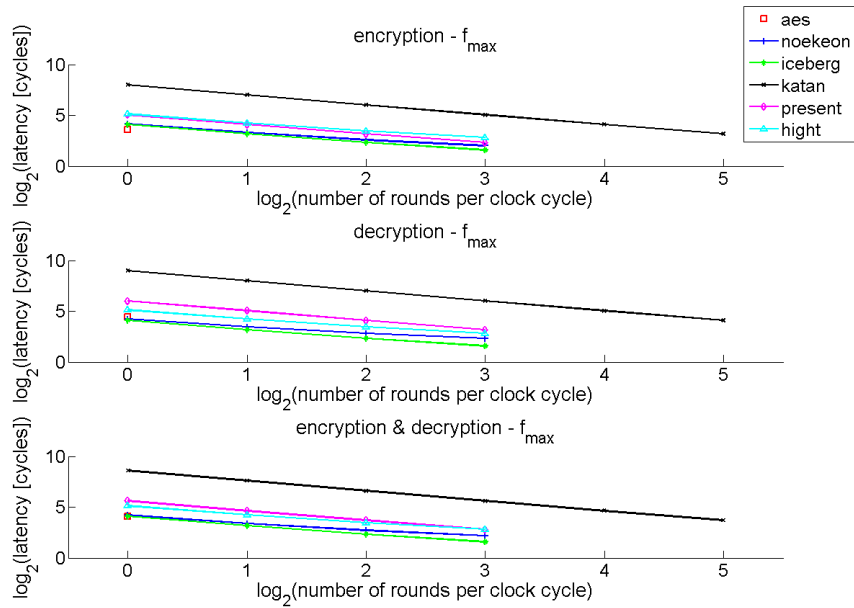 encryption - fmax
log2(latency [cycles])
10
5
0
0 1 2 3 4 5
log2(number of rounds per clock cycle)
aes
noekeon
iceberg
katan
present
hight
decryption - fmax
log2(latency [cycles])
10
5
0
0 1 2 3 4 5
log2(number of rounds per clock cycle)
encryption & decryption - fmax
log2(latency [cycles])
10
5
0
0 1 2 3 4 5
log2(number of rounds per clock cycle)